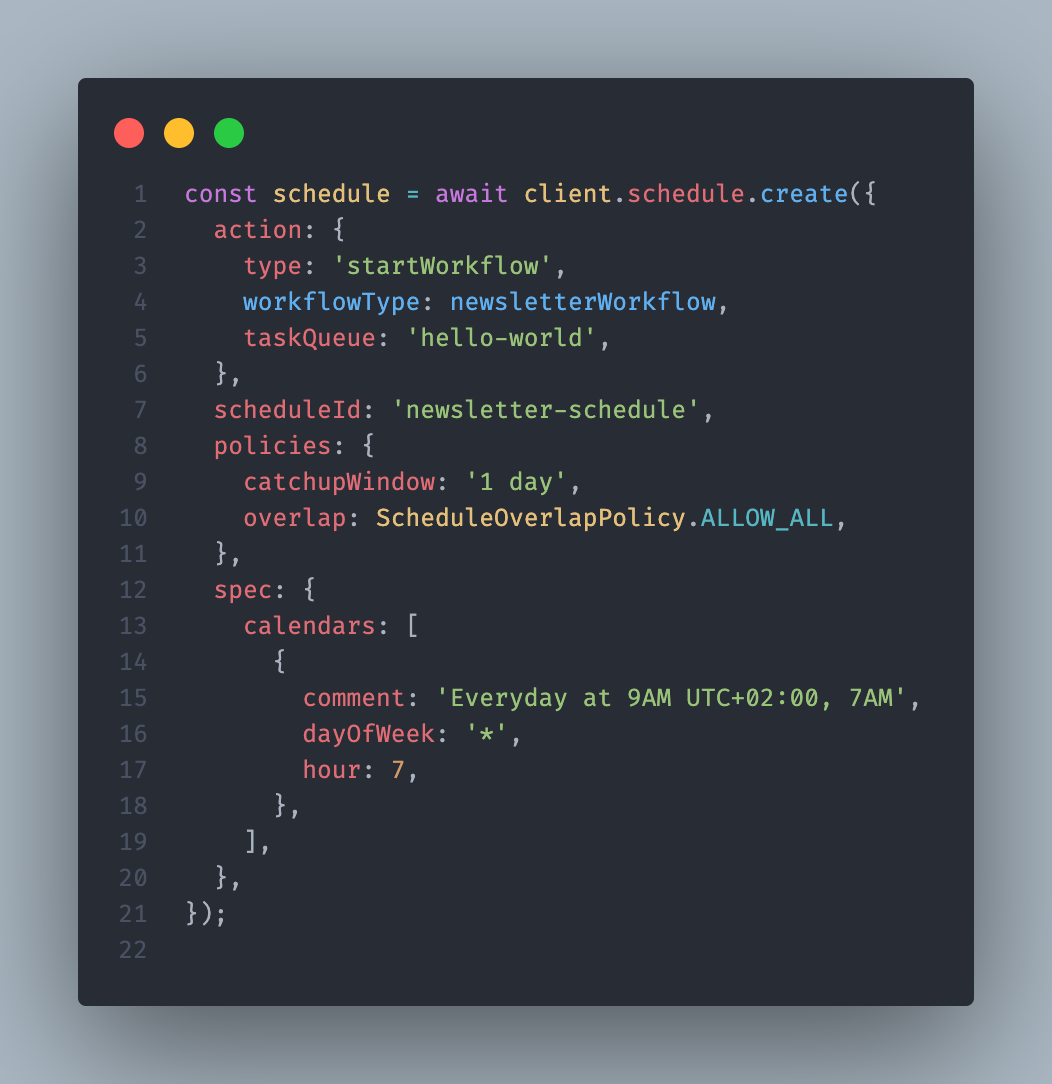 1 const schedule = await client.schedule.create({
2   action: {
3     type: 'startWorkflow',
4     workflowType: newsletterWorkflow,
5     taskQueue: 'hello-world',
6   },
7   scheduleId: 'newsletter-schedule',
8   policies: {
9     catchupWindow: '1 day',
10     overlap: ScheduleOverlapPolicy.ALLOW_ALL,
11   },
12   spec: {
13     calendars: [
14       {
15         comment: 'Everyday at 9AM UTC+02:00, 7AM',
16         dayOfWeek: '*',
17         hour: 7,
18       },
19     ],
20   },
21 });
22